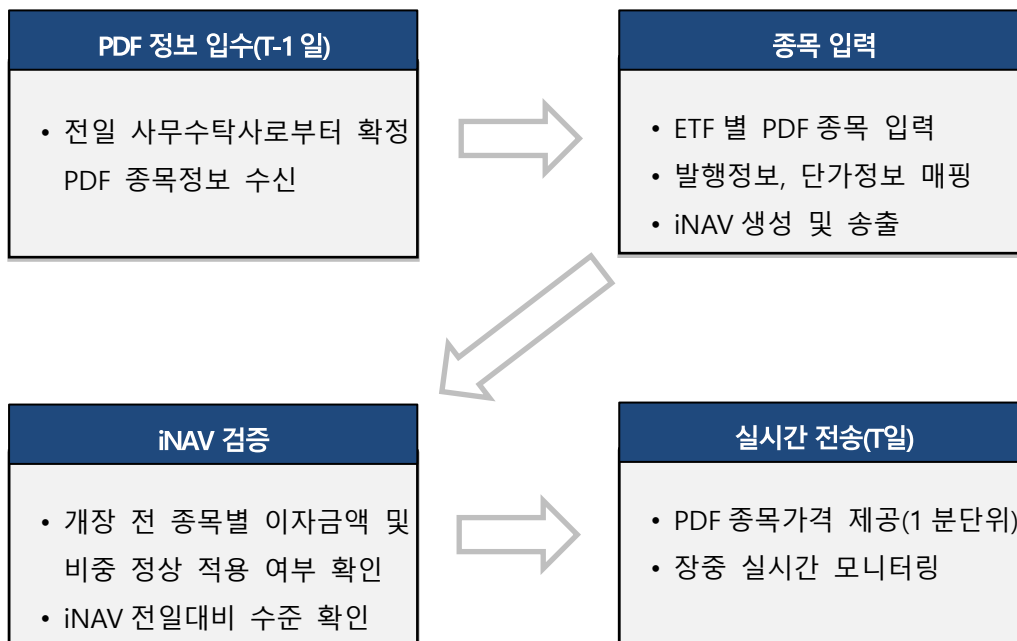 PDF 정보 입수(T-1 일)
• 전일 사무수탁사로부터 확정
PDF 종목정보 수신
종목 입력
• ETF 별 PDF 종목 입력
• 발행정보, 단가정보 매핑
• iNAV 생성 및 송출
iNAV 검증
• 개장 전 종목별 이자금액 및
비중 정상 적용 여부 확인
• iNAV 전일대비 수준 확인
실시간 전송(T일)
• PDF 종목가격 제공(1 분단위)
• 장중 실시간 모니터링